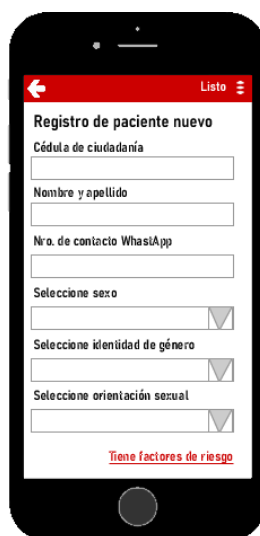 Listo
Registro de paciente nuevo
Cédula de ciudadanía
Nombre y apellido
Nro. de contacto WhastApp
Seleccione sexo
Seleccione identidad de género
Seleccione orientación sexual
Tiene factores de riesgo